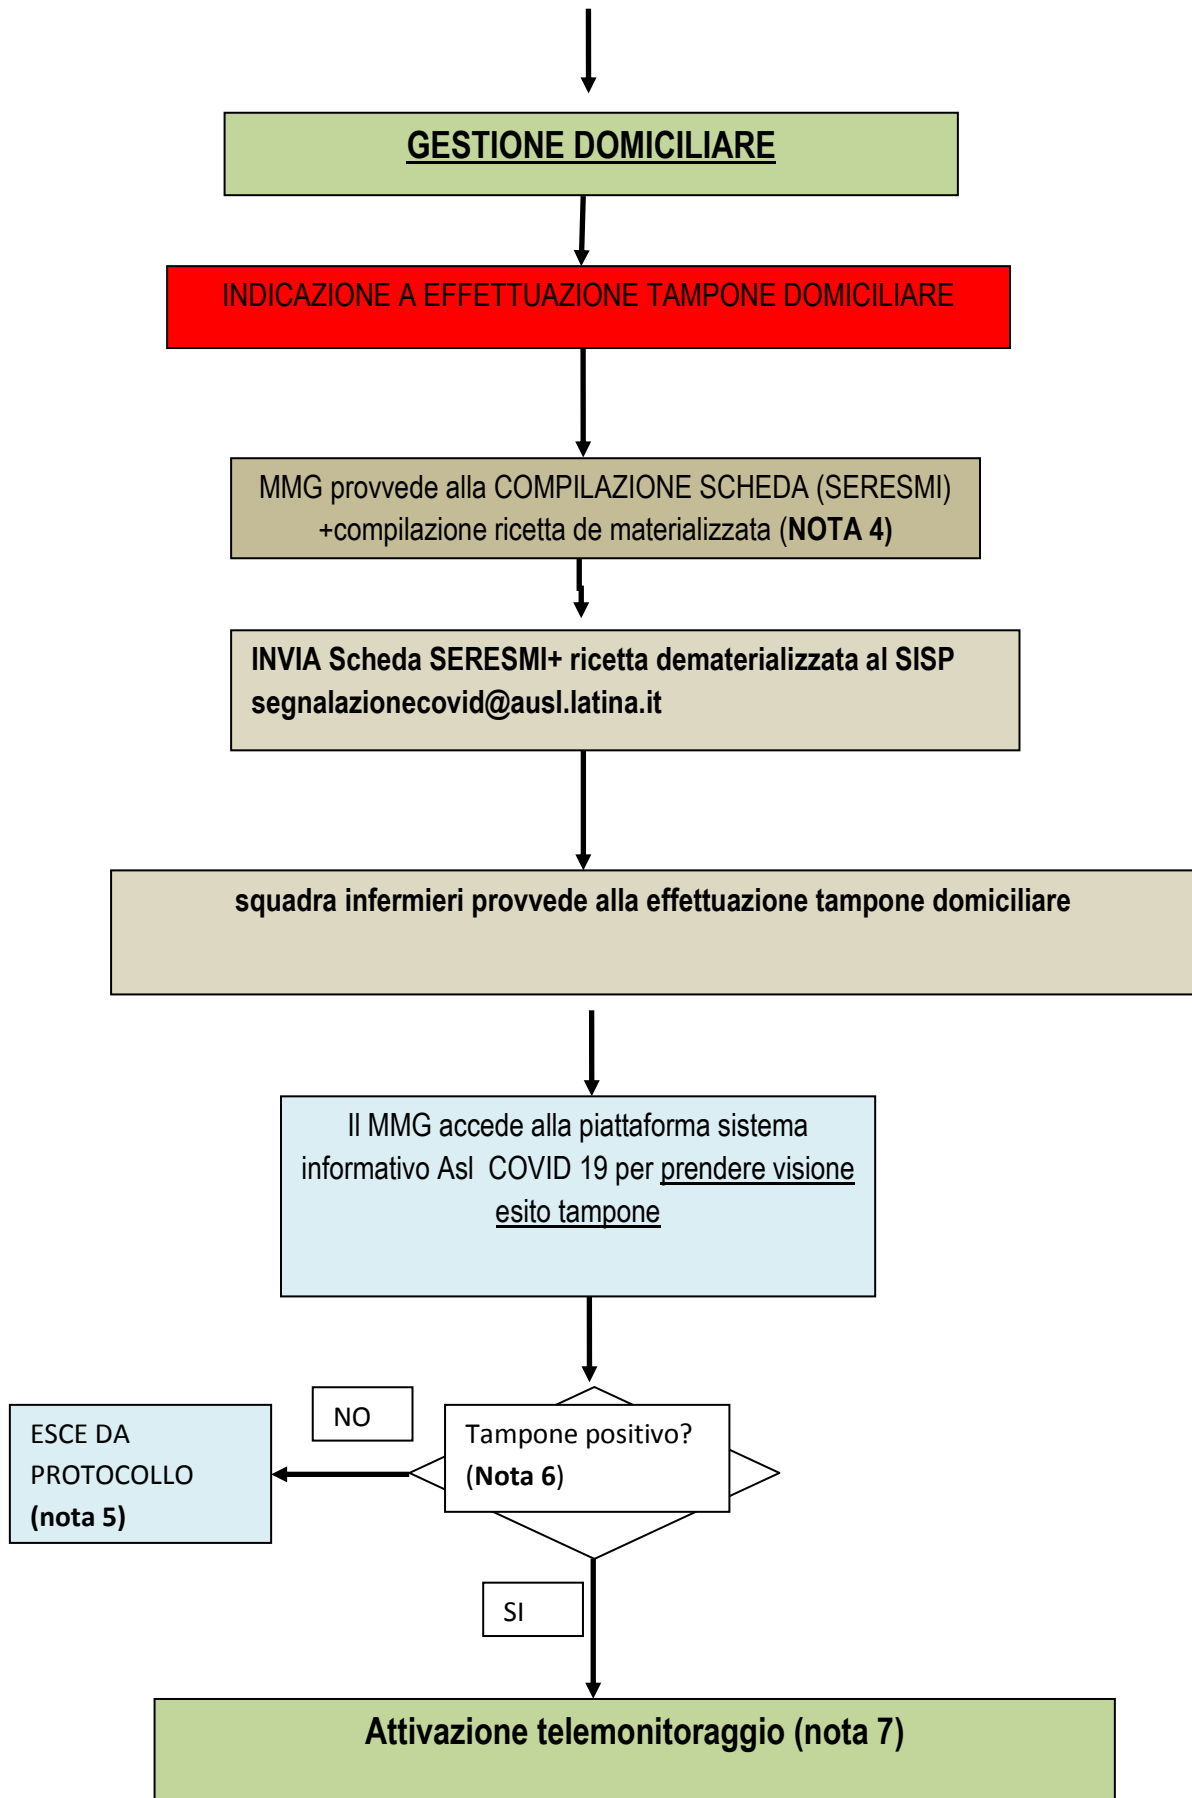 GESTIONE DOMICILIARE
INDICAZIONE A EFFETTUAZIONE TAMPONE DOMICILIARE
MMG provvede alla COMPILAZIONE SCHEDA (SERESMI)
+compilazione ricetta de materializzata (NOTA 4)
INVIA Scheda SERESMI+ ricetta dematerializzata al SISP
segnalazionecovid@ausl.latina.it
squadra infermieri provvede alla effettuazione tampone domiciliare
Il MMG accede alla piattaforma sistema
informativo Asl COVID 19 per prendere visione
esito tampone
NO
Tampone positivo?
(Nota 6)
ESCE DA
PROTOCOLLO
(nota 5)
SI
Attivazione telemonitoraggio (nota 7)